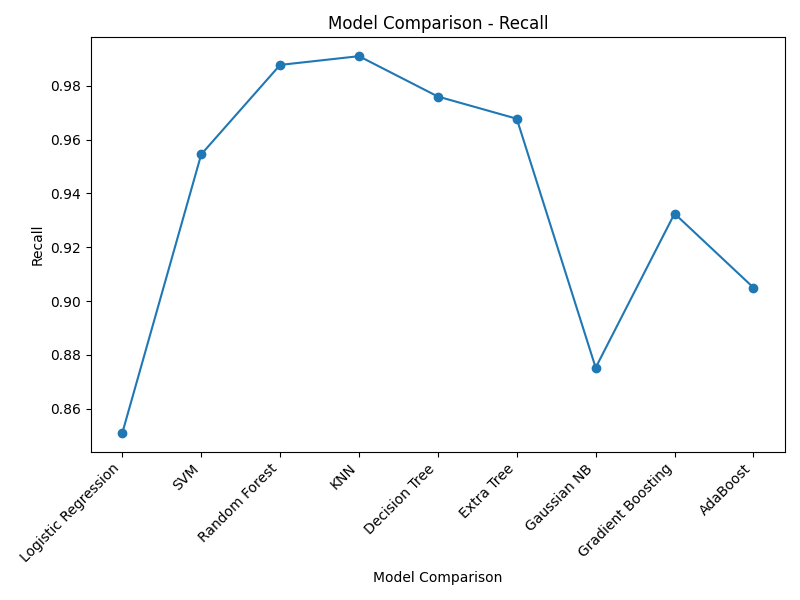 Model Comparison - Recall
Recall
0.98
0.96
0.94
0.92
0.90
0.88
0.86
Logistic Regression
SVM
Random Forest
KNN
Decision Tree
Extra Tree
Gaussian NB
Gradient Boosting
AdaBoost
Model Comparison